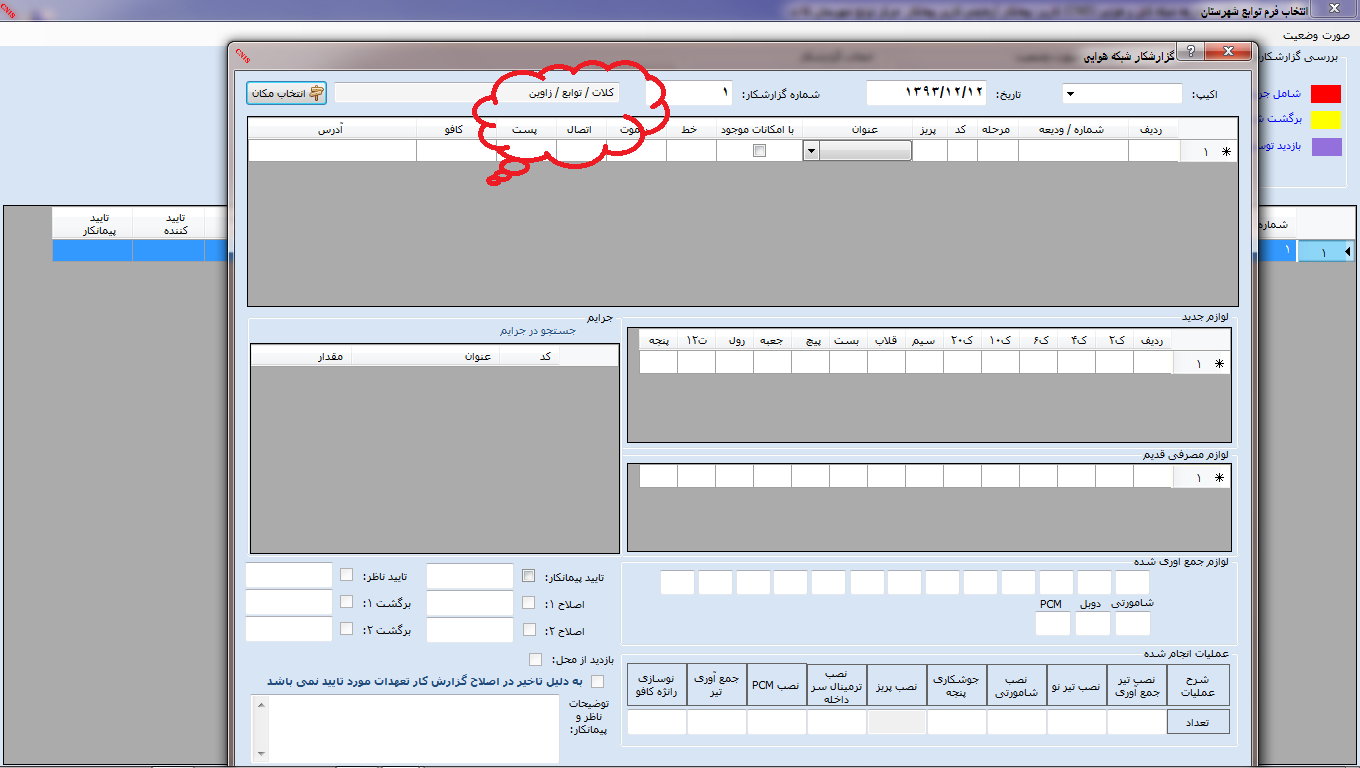 انتخاب فرم توابع شهرستان
CNIS
صورت وضعیت
بررسی گزارشکار
شامل جر
برگشت ش
بازدید توس
CNIS
گزارشکار شبکه هوایی
اکیپ:
تاریخ: ۱۳۹۳/۱۲/۱۲
شماره گزارشکار: ۱
کلات / توابع / زاوین
انتخاب مکان
ردیف شماره / ودیعه مرحله کد پریز عنوان با امکانات موجود خط موت اتصال پست کافو آدرس
۱
شماره
تایید کننده
تایید پیمانکار
۱ ۱
لوازم جدید
ردیف ک۲ ک۴ ک۶ ک۱۰ ک۲۰ سیم قلاب بست پیچ جعبه رول ت۱۲ پنجه
۱
لوازم مصرفی قدیم
۱
جرایم
جستجو در جرایم
کد عنوان مقدار
لوازم جمع آوری شده
شامورتی دوبل PCM
تایید پیمانکار: تایید ناظر:
اصلاح ۱: برگشت ۱:
اصلاح ۲: برگشت ۲:
بازدید از محل:
به دلیل تاخیر در اصلاح گزارش کار تعهدات مورد تایید نمی باشد
توضیحات
ناظر و
پیمانکار:
عملیات انجام شده
شرح عملیات
نصب تیر جمع آوری
نصب تیر نو
نصب شامورتی
جوشکاری پنجه
نصب پریز
نصب ترمینال سر داخله
نصب PCM
جمع آوری تیر
نوسازی رانژه کافو
تعداد